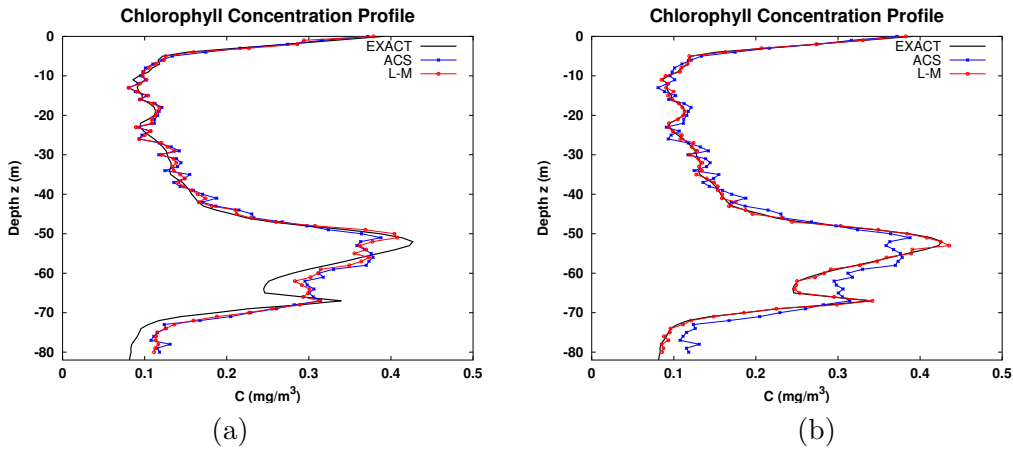 Chlorophyll Concentration Profile
0
-10
-20
-30
-40
-50
-60
-70
-80
Depth z (m)
EXACT
ACS
L-M
0
0.1
0.2
0.3
0.4
0.5
C (mg/m³)
(a)
Chlorophyll Concentration Profile
0
-10
-20
-30
-40
-50
-60
-70
-80
Depth z (m)
EXACT
ACS
L-M
0
0.1
0.2
0.3
0.4
0.5
C (mg/m³)
(b)